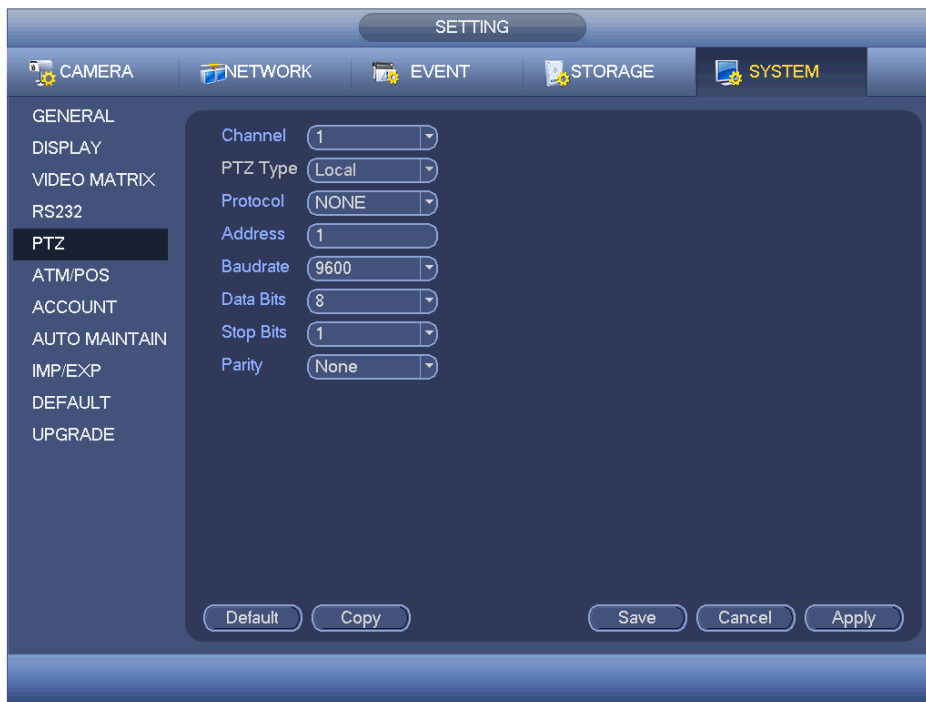 SETTING
CAMERA NETWORK EVENT STORAGE SYSTEM
GENERAL
DISPLAY
VIDEO MATRIX
RS232
PTZ
ATM/POS
ACCOUNT
AUTO MAINTAIN
IMP/EXP
DEFAULT
UPGRADE
Channel 1
PTZ Type Local
Protocol NONE
Address 1
Baudrate 9600
Data Bits 8
Stop Bits 1
Parity None
Default Copy Save Cancel Apply